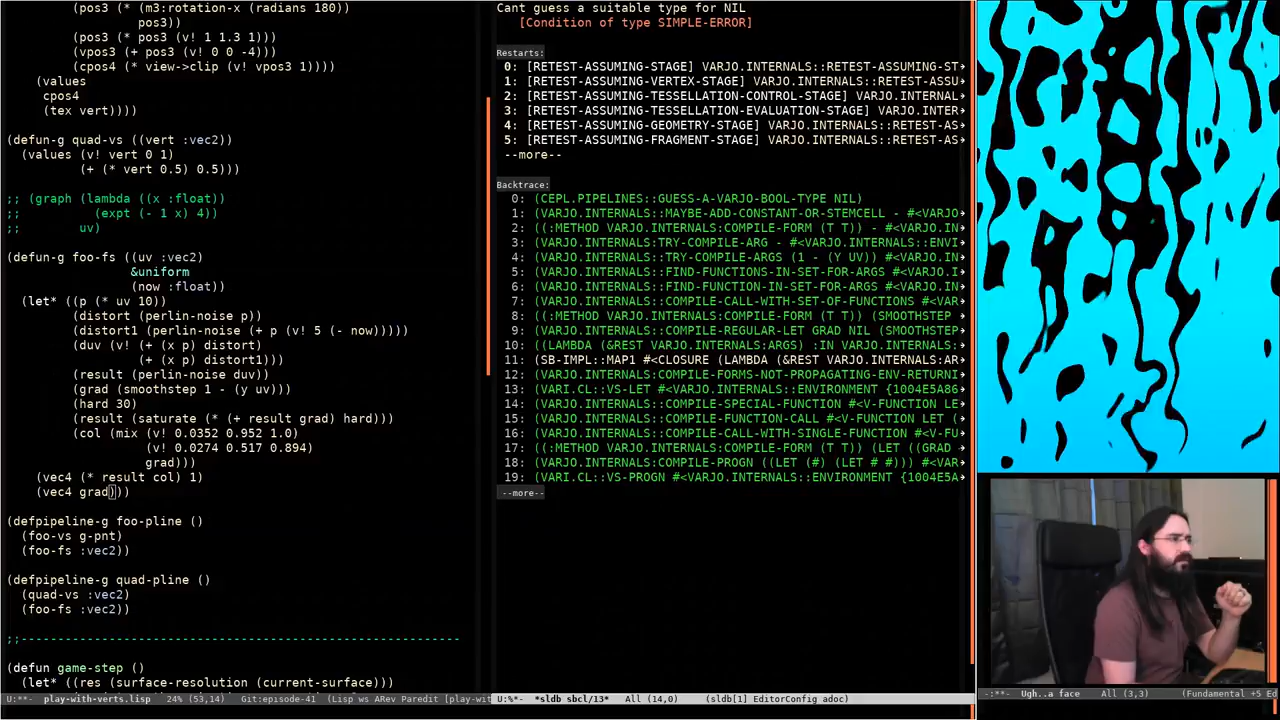 (pos3 (* (m3:rotation-x (radians 180))
pos3))
(pos3 (* pos3 (v! 1 1.3 1)))
(vpos3 (+ pos3 (v! 0 0 -4)))
(cpos4 (* view->clip (v! vpos3 1))))
(values
cpos4
(tex vert))))
(defun-g quad-vs ((vert :vec2))
(values (v! vert 0 1)
(+ (* vert 0.5) 0.5)))
;; (graph (lambda ((x :float))
;; (expt (- 1 x) 4))
;; uv)
(defun-g foo-fs ((uv :vec2)
&uniform
(now :float))
(let* ((p (* uv 10))
(distort (perlin-noise p))
(distort1 (perlin-noise (+ p (v! 5 (- now)))))
(duv (v! (+ (x p) distort)
(+ (x p) distort1)))
(result (perlin-noise duv))
(grad (smoothstep 1 - (y uv)))
(hard 30)
(result (saturate (* (+ result grad) hard)))
(col (mix (v! 0.0352 0.952 1.0)
(v! 0.0274 0.517 0.894)
grad)))
(vec4 (* result col) 1)
(vec4 grad)))
(defpipeline-g foo-pline ()
(foo-vs g-pnt)
(foo-fs :vec2))
(defpipeline-g quad-pline ()
(quad-vs :vec2)
(foo-fs :vec2))
;;------------------------------------------------------------
(defun game-step ()
(let* ((res (surface-resolution (current-surface)))
U:**- play-with-verts.lisp 24% (53,14) Git:episode-41 (Lisp ws ARev Paredit [play-wit
Cant guess a suitable type for NIL
[Condition of type SIMPLE-ERROR]
Restarts:
0: [RETEST-ASSUMING-STAGE] VARJO.INTERNALS::RETEST-ASSUMING-ST
1: [RETEST-ASSUMING-VERTEX-STAGE] VARJO.INTERNALS::RETEST-ASSU
2: [RETEST-ASSUMING-TESSELLATION-CONTROL-STAGE] VARJO.INTERNAL
3: [RETEST-ASSUMING-TESSELLATION-EVALUATION-STAGE] VARJO.INTER
4: [RETEST-ASSUMING-GEOMETRY-STAGE] VARJO.INTERNALS::RETEST-AS
5: [RETEST-ASSUMING-FRAGMENT-STAGE] VARJO.INTERNALS::RETEST-AS
--more--
Backtrace:
0: (CEPL.PIPELINES::GUESS-A-VARJO-BOOL-TYPE NIL)
1: (VARJO.INTERNALS::MAYBE-ADD-CONSTANT-OR-STEMCELL - #<VARJO
2: ((:METHOD VARJO.INTERNALS:COMPILE-FORM (T T)) - #<VARJO.IN
3: (VARJO.INTERNALS:TRY-COMPILE-ARG - #<VARJO.INTERNALS::ENVI
4: (VARJO.INTERNALS::TRY-COMPILE-ARGS (1 - (Y UV)) #<VARJO.IN
5: (VARJO.INTERNALS::FIND-FUNCTIONS-IN-SET-FOR-ARGS #<VARJO.I
6: (VARJO.INTERNALS::FIND-FUNCTION-IN-SET-FOR-ARGS #<VARJO.IN
7: (VARJO.INTERNALS::COMPILE-CALL-WITH-SET-OF-FUNCTIONS #<VAR
8: ((:METHOD VARJO.INTERNALS:COMPILE-FORM (T T)) (SMOOTHSTEP
9: (VARJO.INTERNALS::COMPILE-REGULAR-LET GRAD NIL (SMOOTHSTEP
10: ((LAMBDA (&REST VARJO.INTERNALS:ARGS) :IN VARJO.INTERNALS:
11: (SB-IMPL::MAP1 #<CLOSURE (LAMBDA (&REST VARJO.INTERNALS:AR
12: (VARJO.INTERNALS:COMPILE-FORMS-NOT-PROPAGATING-ENV-RETURNI
13: (VARI.CL::VS-LET #<VARJO.INTERNALS::ENVIRONMENT {1004E5A86
14: (VARJO.INTERNALS::COMPILE-SPECIAL-FUNCTION #<V-FUNCTION LE
15: (VARJO.INTERNALS::COMPILE-FUNCTION-CALL #<V-FUNCTION LET (
16: (VARJO.INTERNALS::COMPILE-CALL-WITH-SINGLE-FUNCTION #<V-FU
17: ((:METHOD VARJO.INTERNALS:COMPILE-FORM (T T)) (LET ((GRAD
18: (VARJO.INTERNALS:COMPILE-PROGN ((LET (#) (LET # #))) #<VAR
19: (VARI.CL::VS-PROGN #<VARJO.INTERNALS::ENVIRONMENT {1004E5A
--more--
U:%*- *sldb sbcl/13* All (14,0) (sldb[1] EditorConfig adoc)
-:**- Ugh..a face All (3,3) (Fundamental +5 Ed